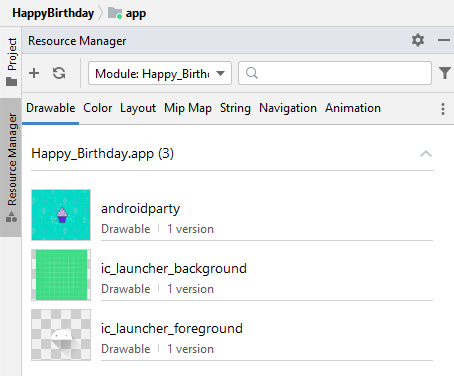 HappyBirthday app
Resource Manager
Project
Resource Manager
Module: Happy_Birth
Drawable Color Layout Mip Map String Navigation Animation
Happy_Birthday.app (3)
androidparty
Drawable 1 version
ic_launcher_background
Drawable 1 version
ic_launcher_foreground
Drawable 1 version